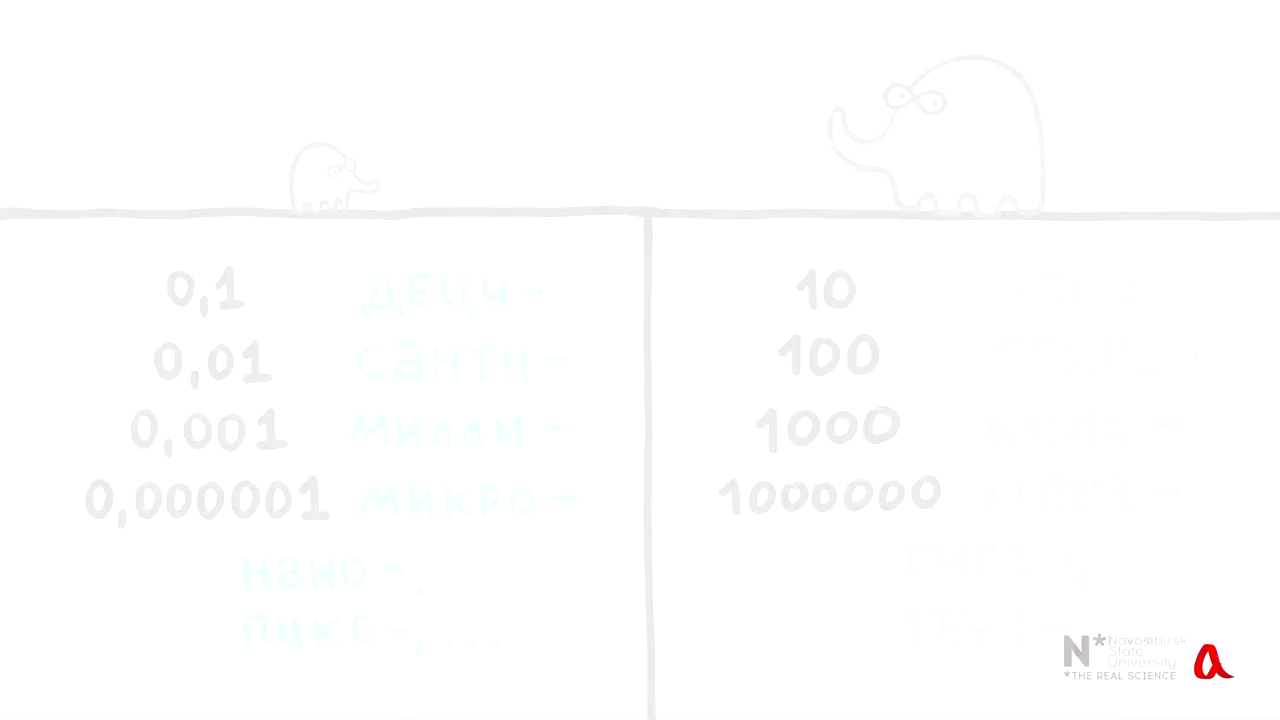 0,1 деци-
0,01 санти-
0,001 милли-
0,000001 микро-
нано-,
пико-, ...
10
100
1000 кило-
1000000
N* Novosibirsk
State
University
*THE REAL SCIENCE
a